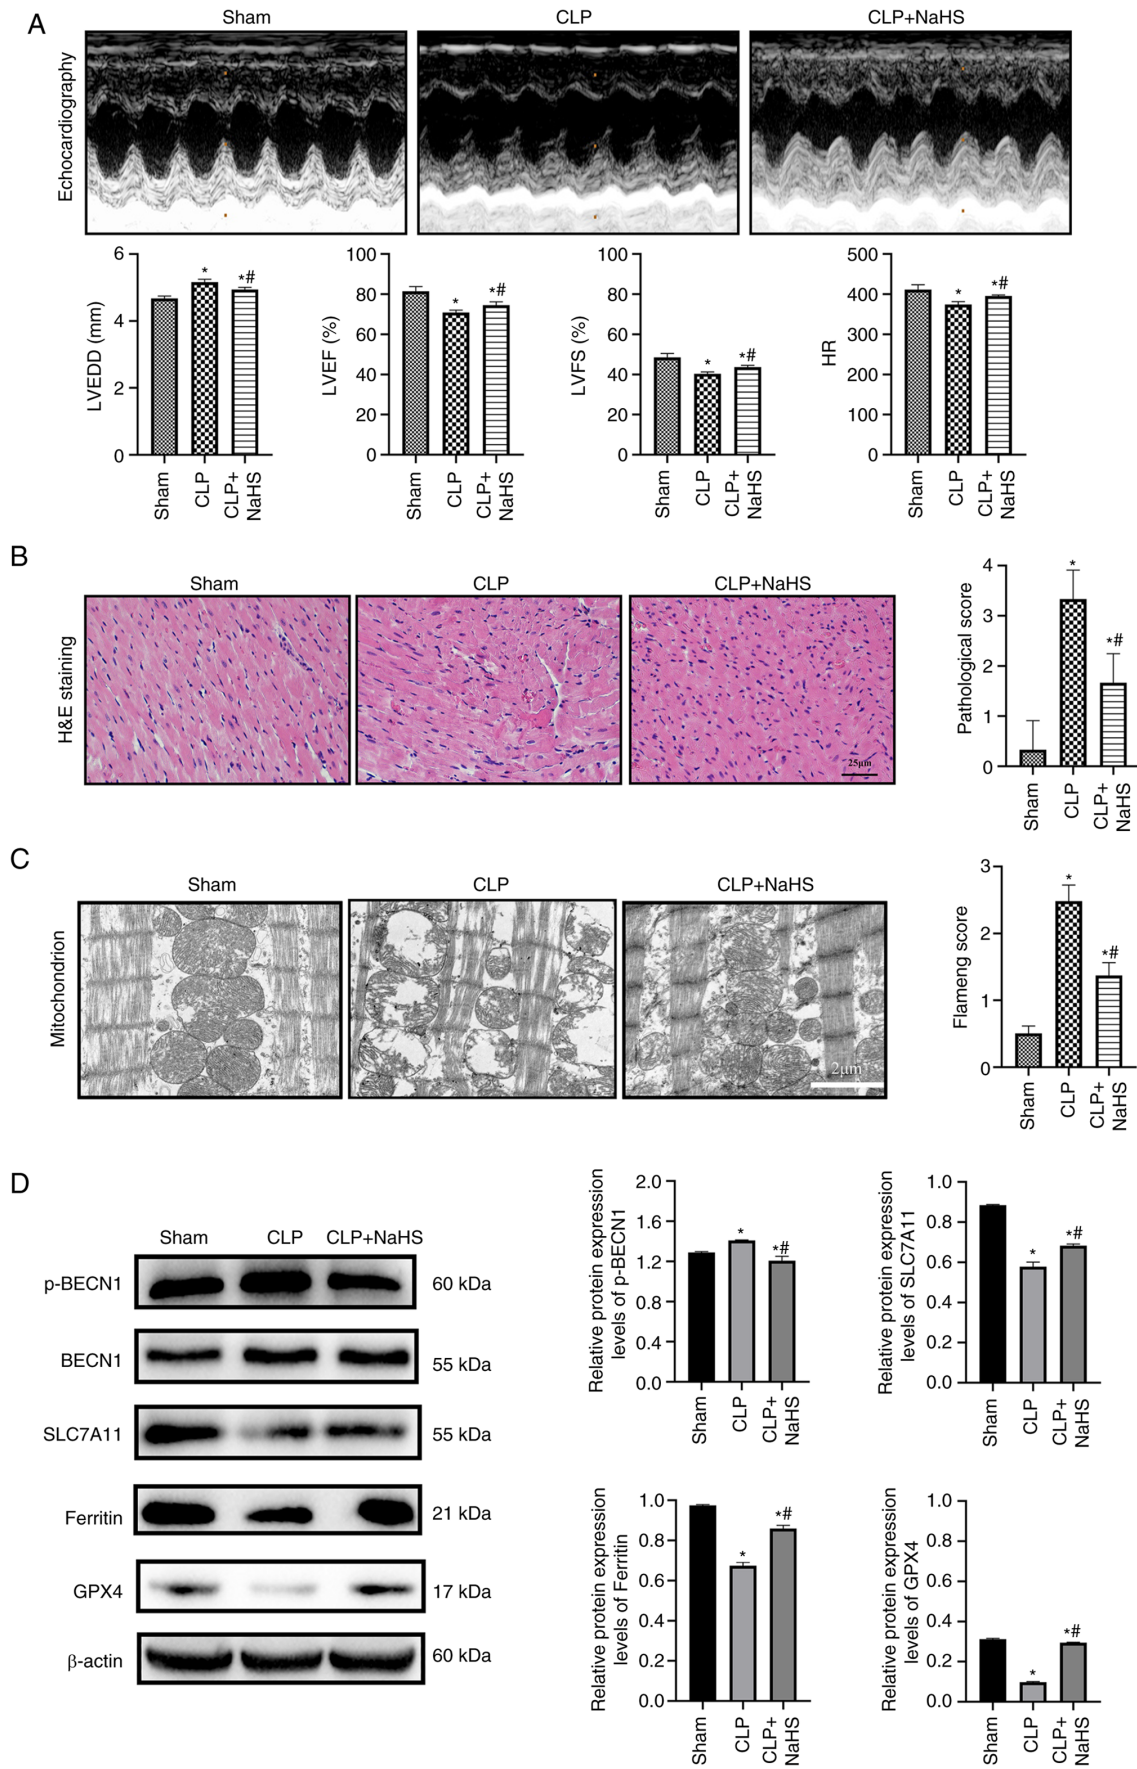 A
Sham
CLP
CLP+NaHS
Echocardiography
LVEDD (mm)
6
4
2
0
Sham
CLP
CLP+
NaHS
*
*#
LVEF (%)
100
80
60
40
20
0
Sham
CLP
CLP+
NaHS
*
*#
LVFS (%)
100
80
60
40
20
0
Sham
CLP
CLP+
NaHS
*
*#
HR
500
400
300
200
100
0
Sham
CLP
CLP+
NaHS
*
*#
B
Sham
CLP
CLP+NaHS
H&E staining
25μm
Pathological score
4
3
2
1
0
Sham
CLP
CLP+
NaHS
*
*#
C
Sham
CLP
CLP+NaHS
Mitochondrion
2μm
Flameng score
3
2
1
0
Sham
CLP
CLP+
NaHS
*
*#
D
Sham
CLP
CLP+NaHS
p-BECN1
60 kDa
BECN1
55 kDa
SLC7A11
55 kDa
Ferritin
21 kDa
GPX4
17 kDa
β-actin
60 kDa
Relative protein expression
levels of p-BECN1
2.0
1.6
1.2
0.8
0.4
0.0
Sham
CLP
CLP+
NaHS
*
*#
Relative protein expression
levels of SLC7A11
1.0
0.8
0.6
0.4
0.2
0.0
Sham
CLP
CLP+
NaHS
*
*#
Relative protein expression
levels of Ferritin
1.0
0.8
0.6
0.4
0.2
0.0
Sham
CLP
CLP+
NaHS
*
*#
Relative protein expression
levels of GPX4
1.0
0.8
0.6
0.4
0.2
0.0
Sham
CLP
CLP+
NaHS
*
*#